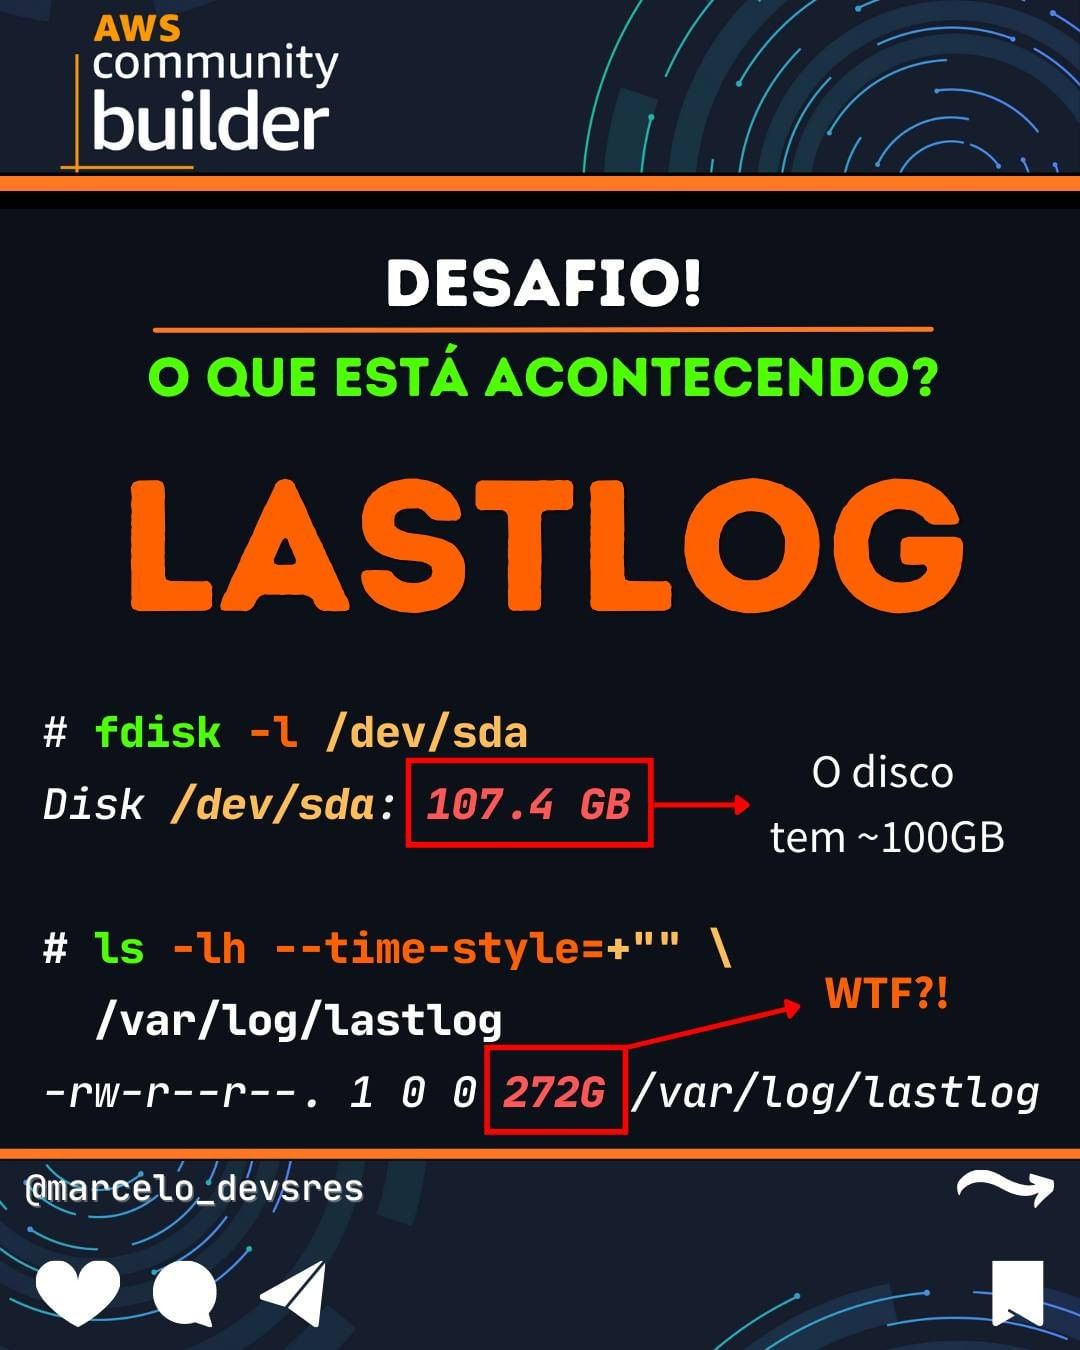 AWS
community
builder
DESAFIO!
O QUE ESTÁ ACONTECENDO?
LASTLOG
# fdisk -l /dev/sda
Disk /dev/sda: 107.4 GB
O disco
tem ~100GB
# ls -lh --time-style=+"" \
/var/log/lastlog
WTF?!
-rw-r--r--. 1 0 0 272G /var/log/lastlog
@marcelo_devsres